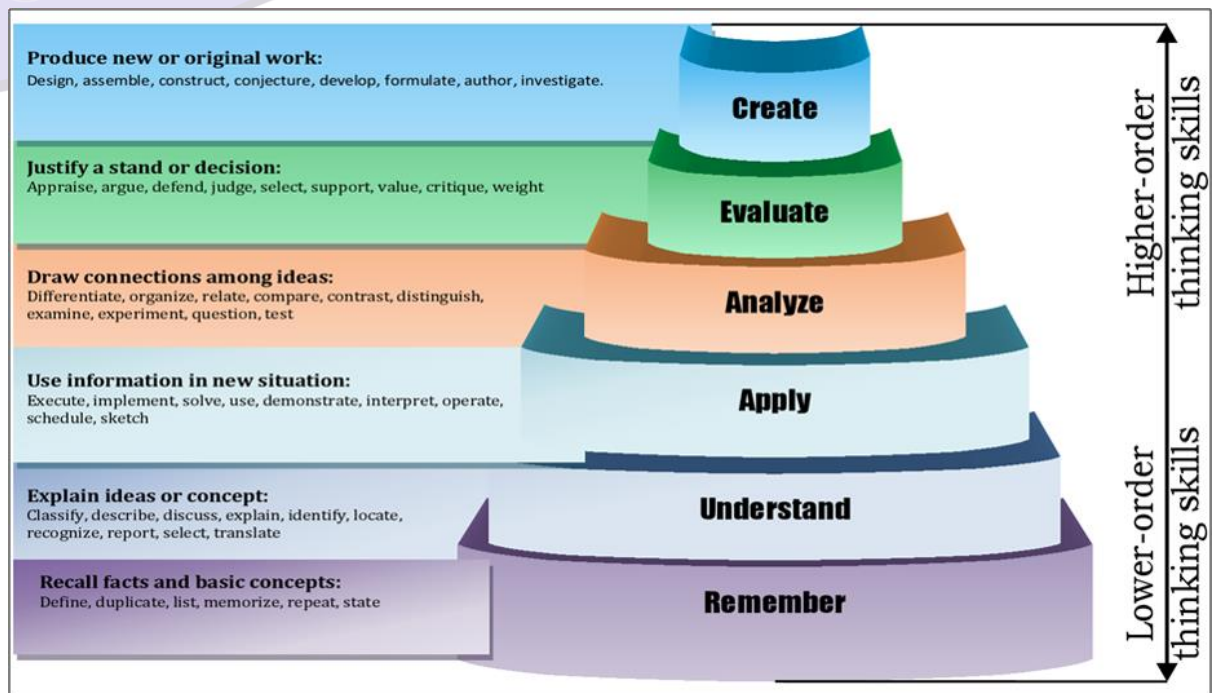 Produce new or original work:
Design, assemble, construct, conjecture, develop, formulate, author, investigate.
Create
Justify a stand or decision:
Appraise, argue, defend, judge, select, support, value, critique, weight
Evaluate
Draw connections among ideas:
Differentiate, organize, relate, compare, contrast, distinguish,
examine, experiment, question, test
Analyze
Use information in new situation:
Execute, implement, solve, use, demonstrate, interpret, operate,
schedule, sketch
Apply
Explain ideas or concept:
Classify, describe, discuss, explain, identify, locate,
recognize, report, select, translate
Understand
Recall facts and basic concepts:
Define, duplicate, list, memorize, repeat, state
Remember
Higher-order
thinking skills
Lower-order
thinking skills